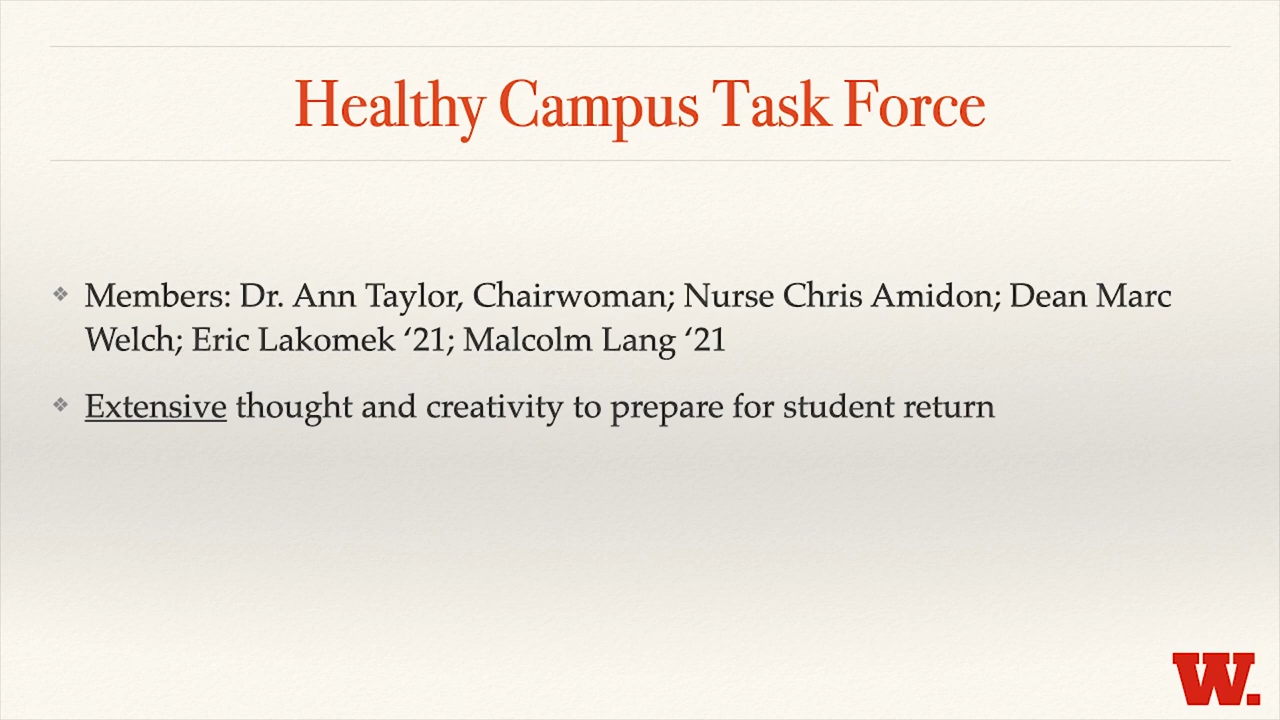 Healthy Campus Task Force
❖ Members: Dr. Ann Taylor, Chairwoman; Nurse Chris Amidon; Dean Marc
Welch; Eric Lakomek ‘21; Malcolm Lang ‘21
❖ Extensive thought and creativity to prepare for student return
W.